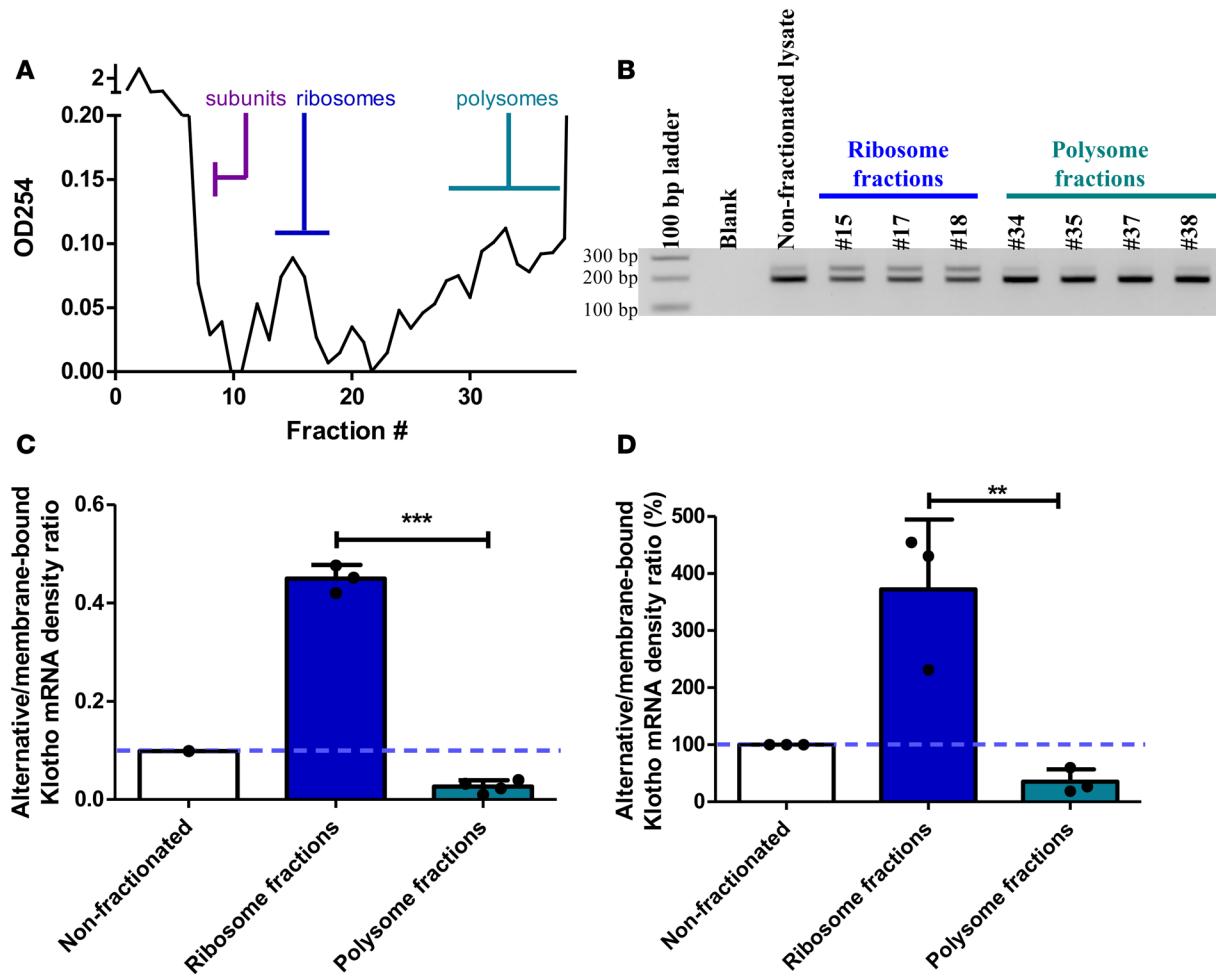 A
OD254
2
0.20
0.15
0.10
0.05
0.00
subunits ribosomes
polysomes
0 10 20 30
Fraction #
B
100 bp ladder
Blank
Non-fractionated lysate
Ribosome
fractions
Polysome
fractions
#15
#17
#18
#34
#35
#37
#38
300 bp
200 bp
100 bp
C
Alternative/membrane-bound
Klotho mRNA density ratio
0.6
0.4
0.2
0.0
***
Non-fractionated
Ribosome fractions
Polysome fractions
D
Alternative/membrane-bound
Klotho mRNA density ratio (%)
500
400
300
200
100
0
**
Non-fractionated
Ribosome fractions
Polysome fractions